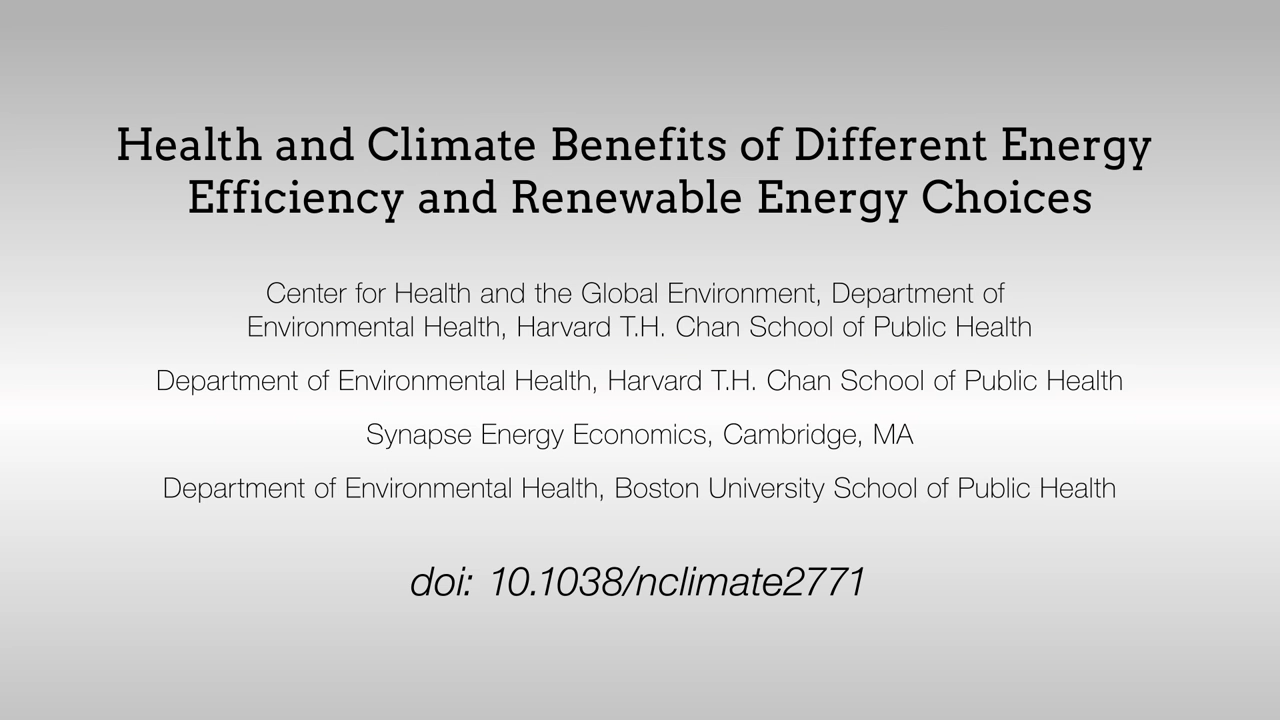 Health and Climate Benefits of Different Energy
Efficiency and Renewable Energy Choices
Center for Health and the Global Environment, Department of
Environmental Health, Harvard T.H. Chan School of Public Health
Department of Environmental Health, Harvard T.H. Chan School of Public Health
Synapse Energy Economics, Cambridge, MA
Department of Environmental Health, Boston University School of Public Health
doi: 10.1038/nclimate2771